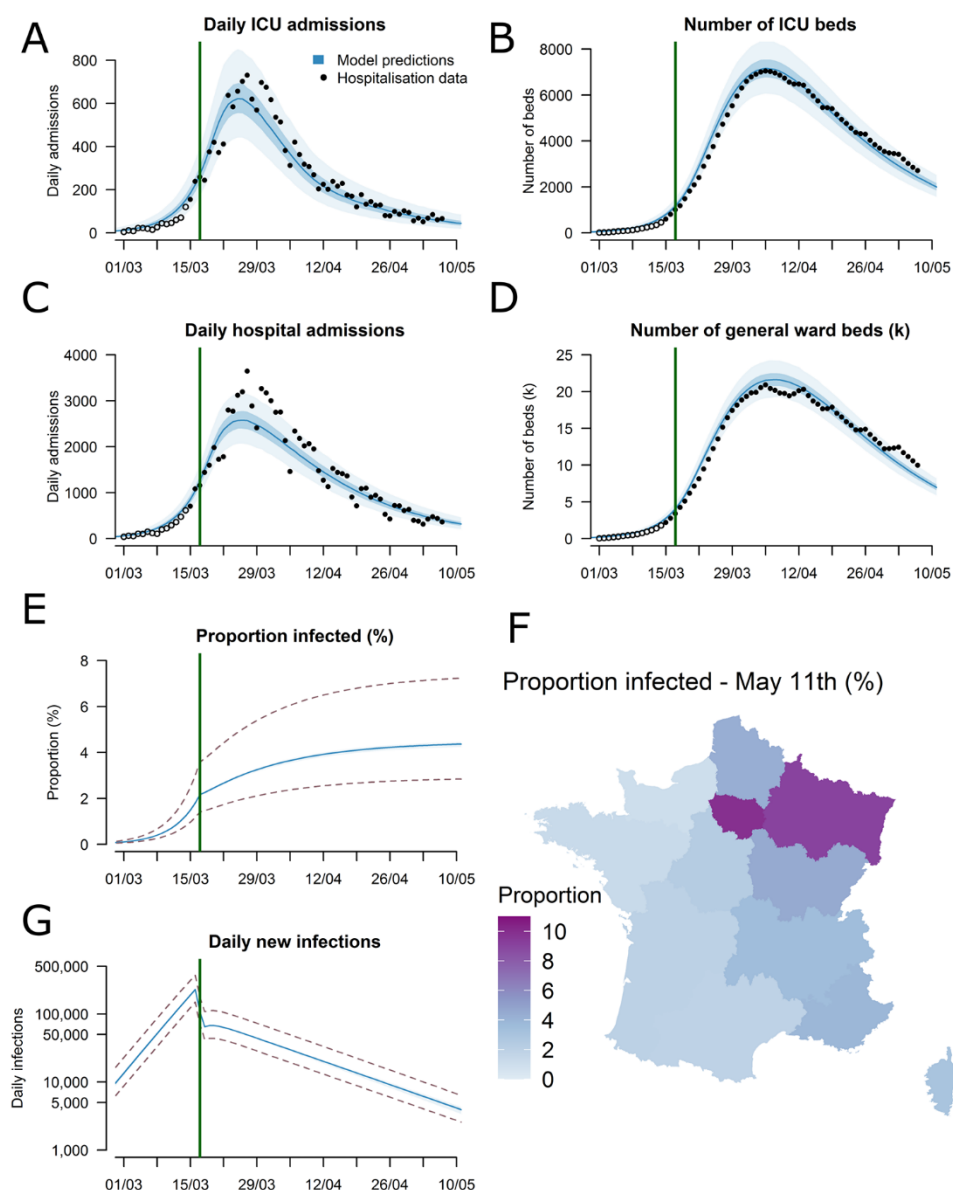 A
Daily ICU admissions
Model predictions
Hospitalisation data
Daily admissions
800
600
400
200
0
01/03 15/03 29/03 12/04 26/04 10/05
B
Number of ICU beds
Number of beds
8000
6000
4000
2000
0
01/03 15/03 29/03 12/04 26/04 10/05
C
Daily hospital admissions
Daily admissions
4000
3000
2000
1000
0
01/03 15/03 29/03 12/04 26/04 10/05
D
Number of general ward beds (k)
Number of beds (k)
25
20
15
10
5
0
01/03 15/03 29/03 12/04 26/04 10/05
E
Proportion infected (%)
Proportion (%)
8
6
4
2
0
01/03 15/03 29/03 12/04 26/04 10/05
F
Proportion infected - May 11th (%)
Proportion
10
8
6
4
2
0
G
Daily new infections
Daily infections
500,000
100,000
50,000
10,000
5,000
1,000
01/03 15/03 29/03 12/04 26/04 10/05